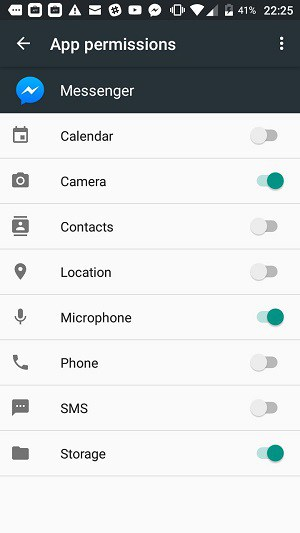 41% 22:25
App permissions
Messenger
Calendar
Camera
Contacts
Location
Microphone
Phone
SMS
Storage